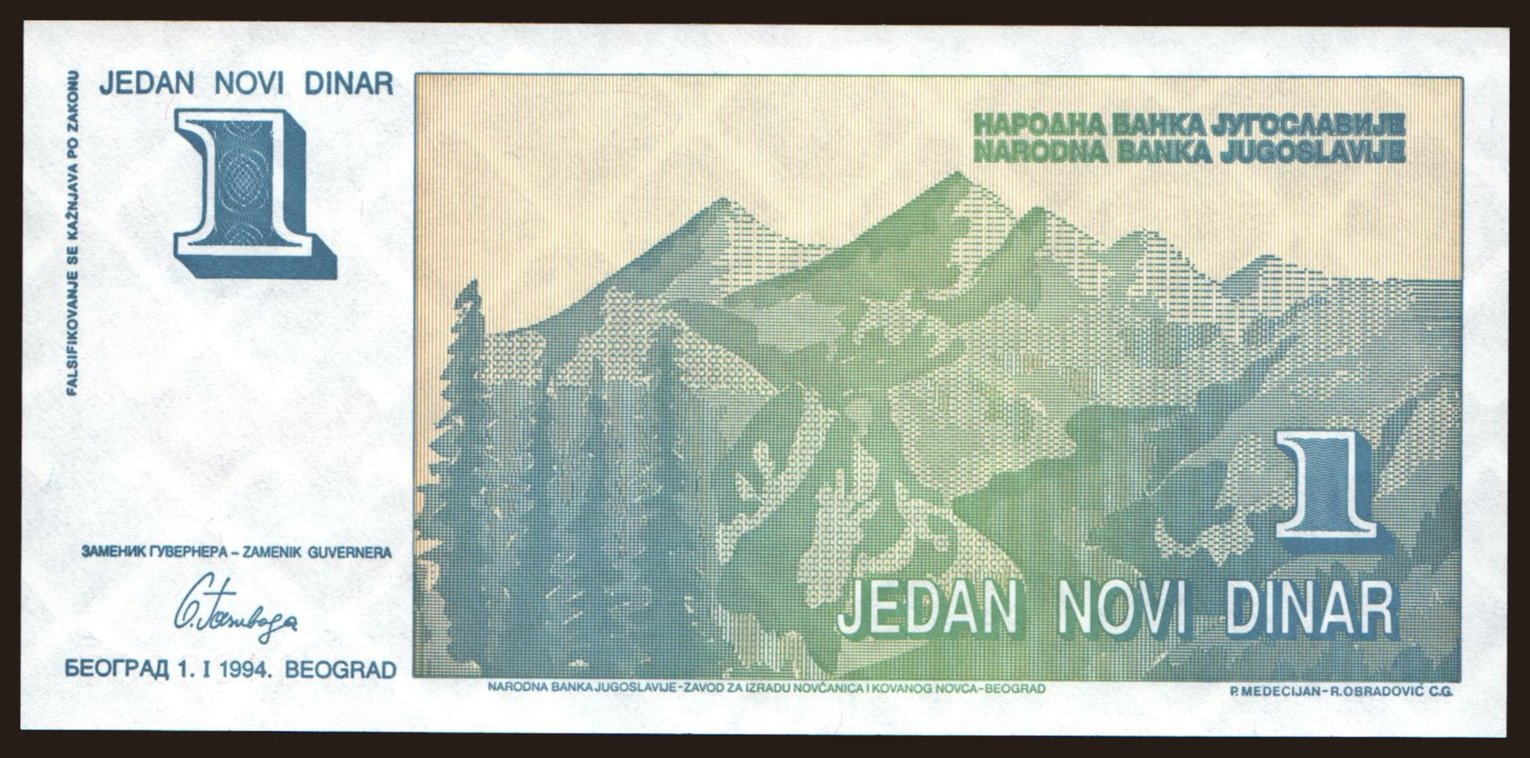 JEDAN NOVI DINAR
1
FALSIFIKOVANJE SE KAŽNJAVA PO ZAKONU
НАРОДНА БАНКА ЈУГОСЛАВИЈЕ
NARODNA BANKA JUGOSLAVIJE
1
JEDAN NOVI DINAR
ЗАМЕНИК ГУВЕРНЕРА – ZAMENIK GUVERNERA
БЕОГРАД 1. I 1994. BEOGRAD
NARODNA BANKA JUGOSLAVIJE-ZAVOD ZA IZRADU NOVČANICA I KOVANOG NOVCA-BEOGRAD
P. MEDECIJAN-R. OBRADOVIĆ C.G.